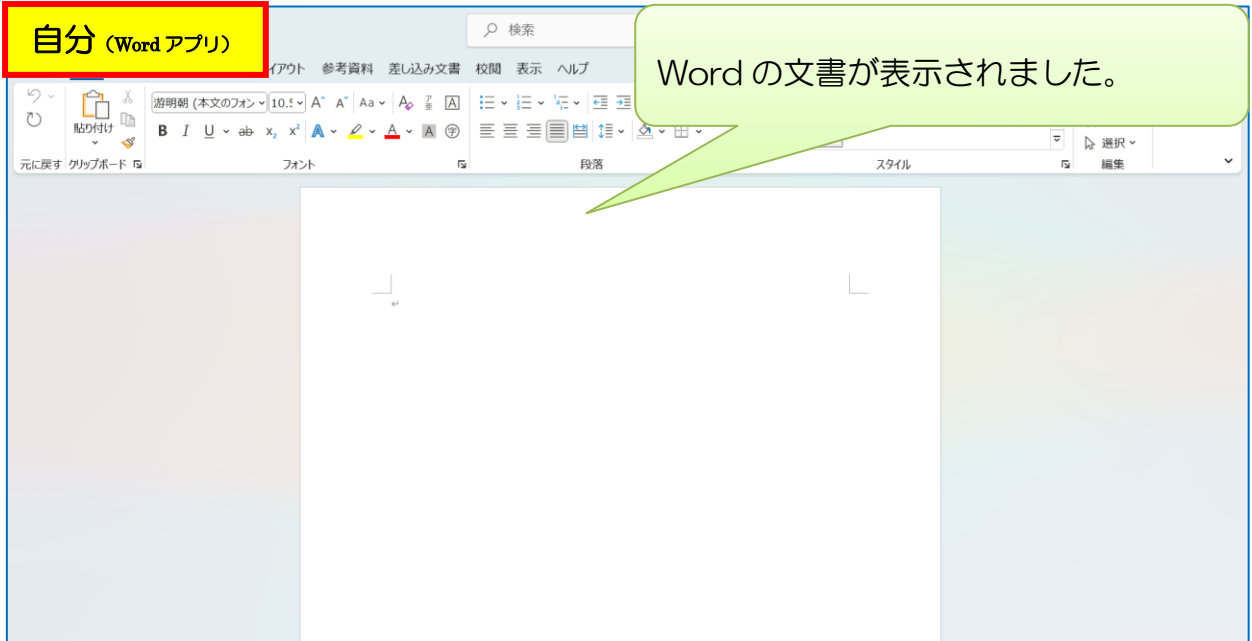 自分（Word アプリ）
検索
Word の文書が表示されました。
参考資料 差し込み文書 校閲 表示 ヘルプ
貼り付け
游明朝 (本文のフォン 10.5
A A Aa A ア亜 A
B I U ab x₂ x² A A A 字
選択
元に戻す クリップボード フォント 段落 スタイル 編集